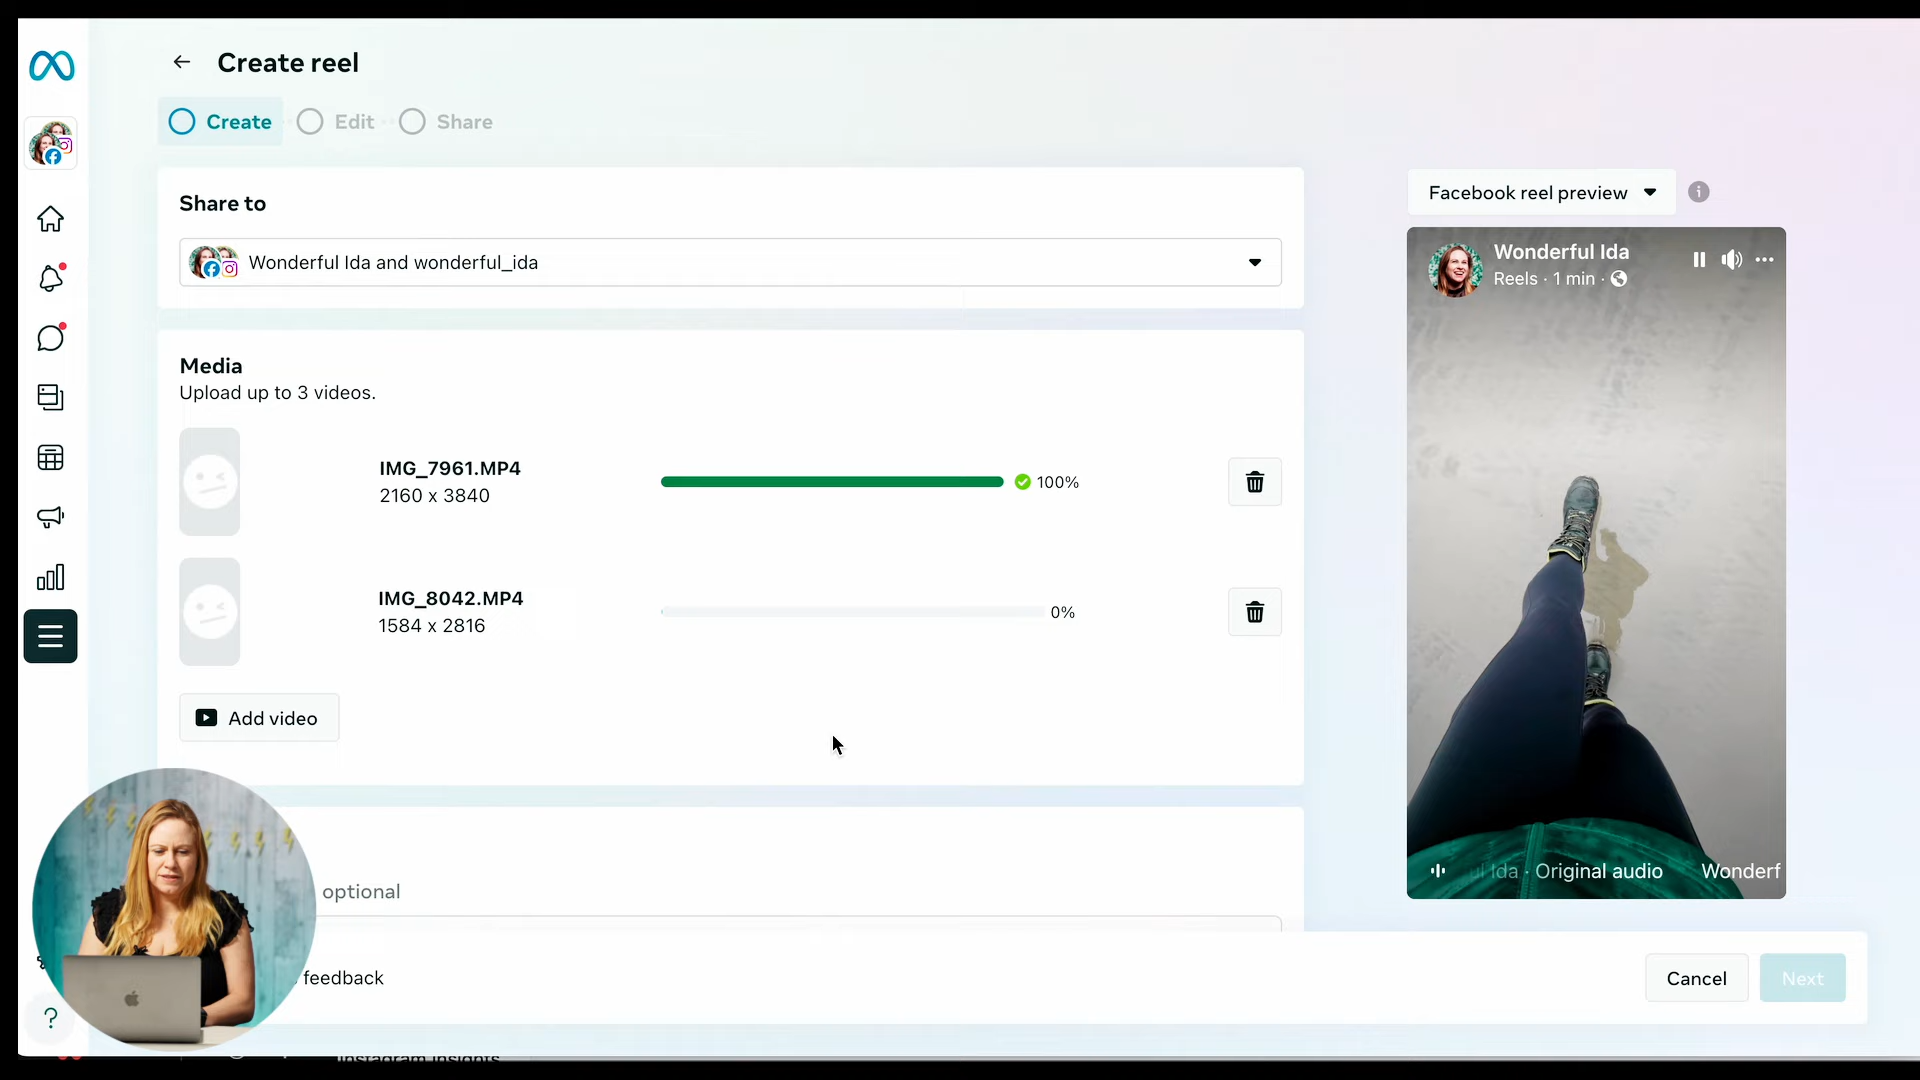 Create reel
Create
Edit
Share
Share to
Wonderful Ida and wonderful_ida
Media
Upload up to 3 videos.
IMG_7961.MP4
2160 x 3840
100%
IMG_8042.MP4
1584 x 2816
0%
Add video
optional
feedback
Cancel
Next
?
Instagram Insights
Facebook reel preview
Wonderful Ida
Reels · 1 min ·
Ida · Original audio
Wonderf